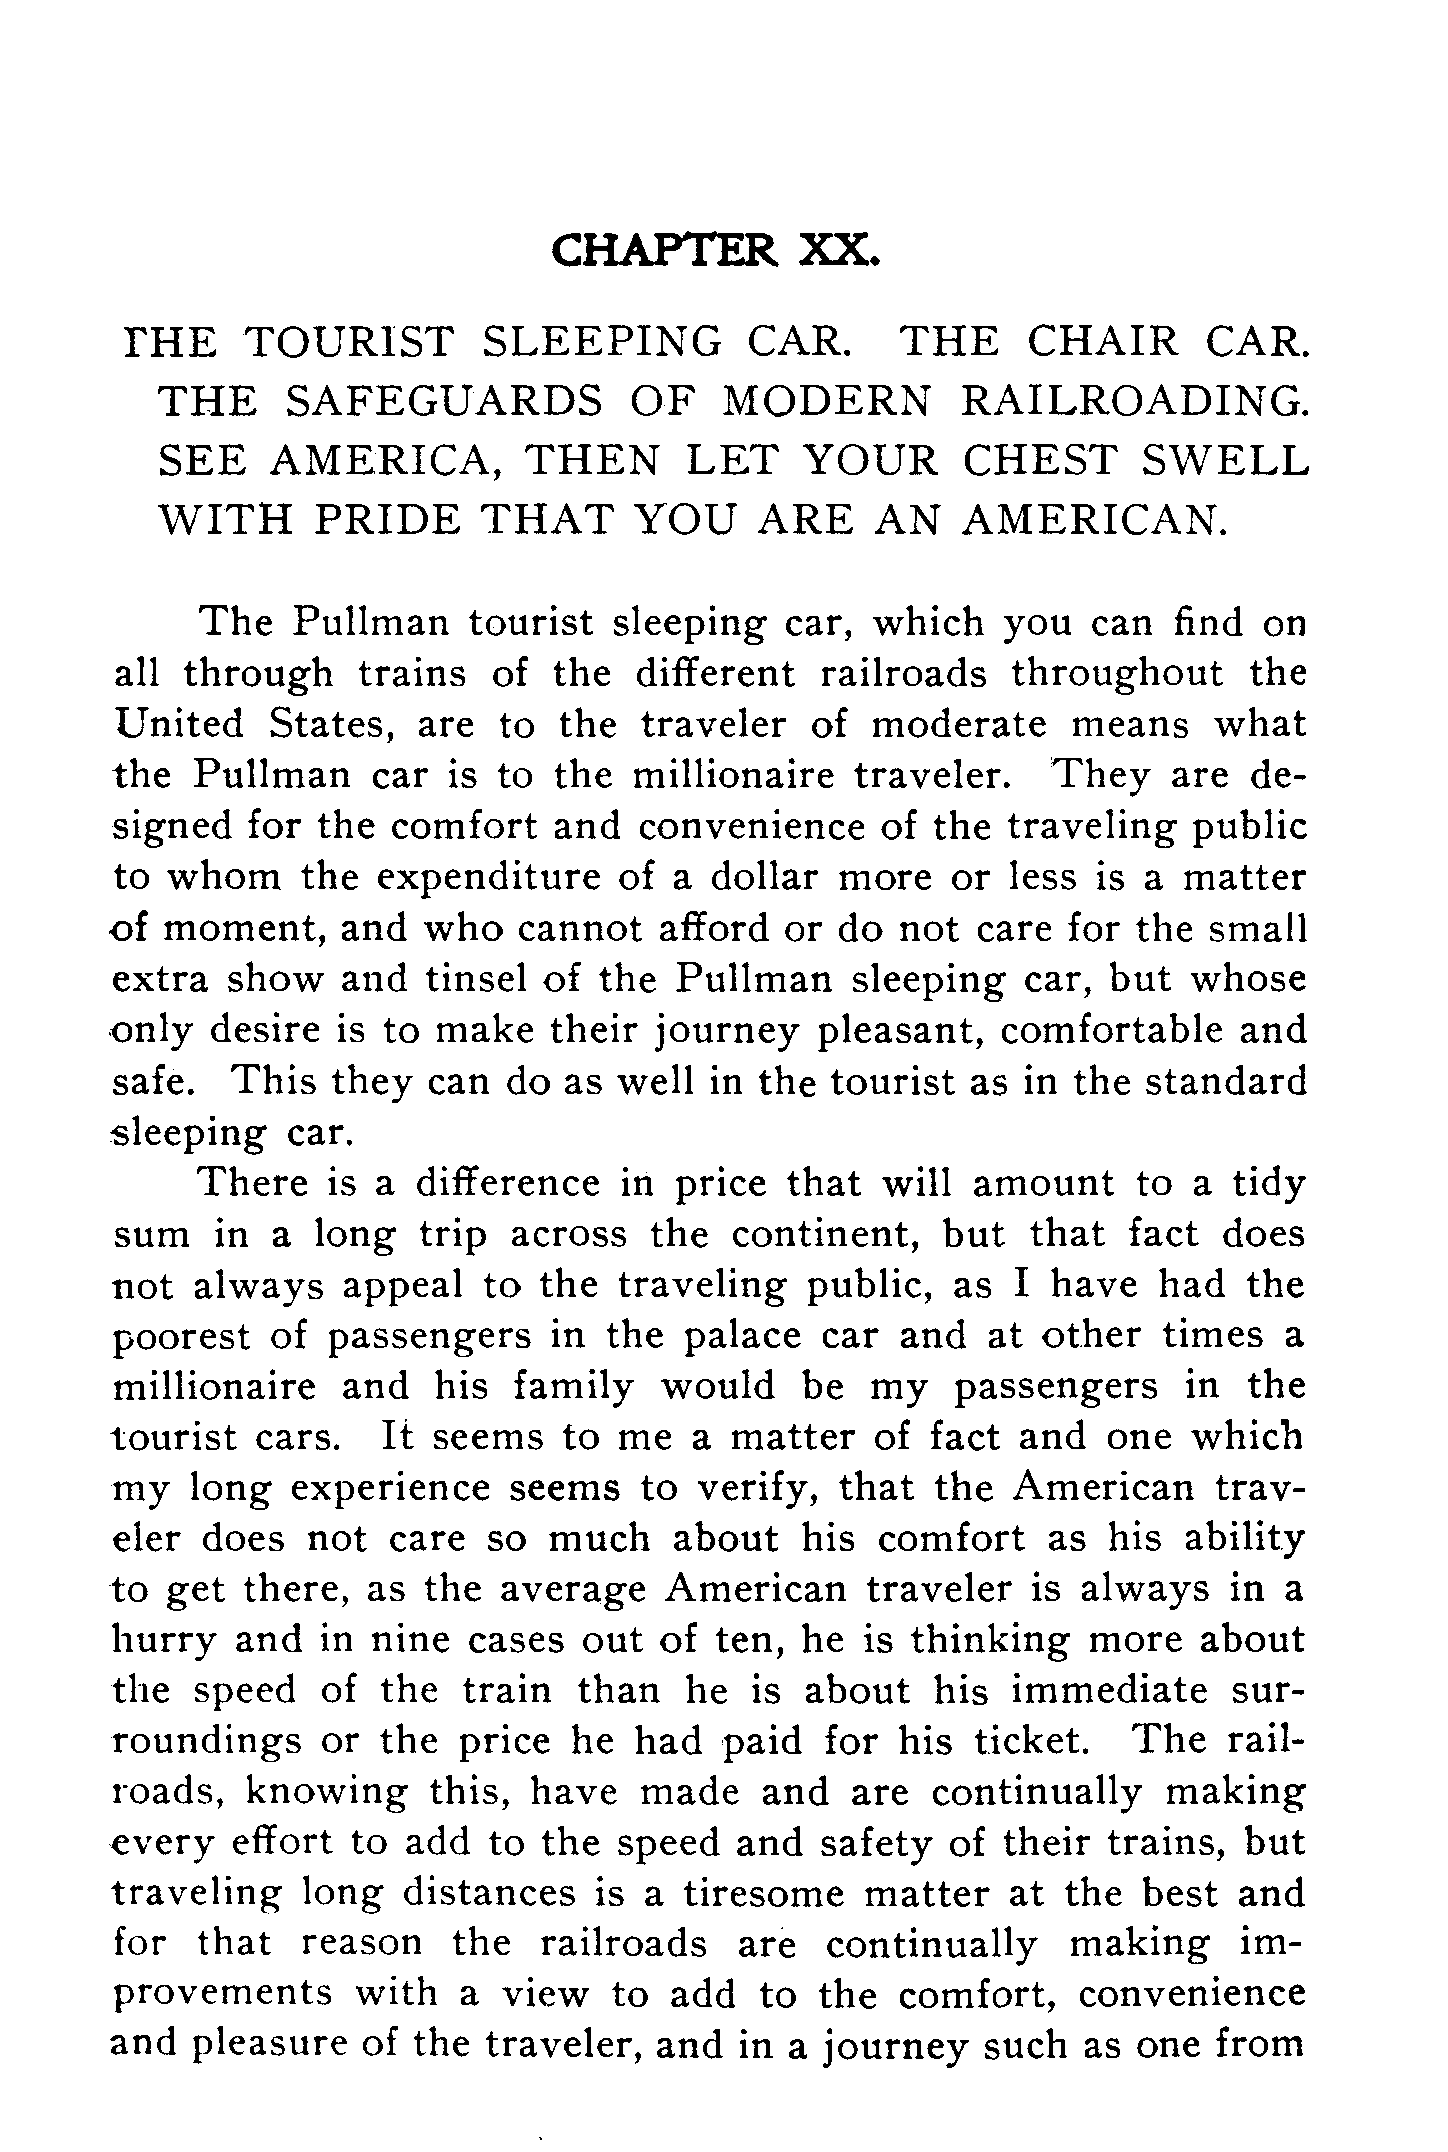 CHAPTER XX.
THE TOURIST SLEEPING CAR. THE CHAIR CAR.
THE SAFEGUARDS OF MODERN RAILROADING.
SEE AMERICA, THEN LET YOUR CHEST SWELL
WITH PRIDE THAT YOU ARE AN AMERICAN.
The Pullman tourist sleeping car, which you can find on
all through trains of the different railroads throughout the
United States, are to the traveler of moderate means what
the Pullman car is to the millionaire traveler. They are de-
signed for the comfort and convenience of the traveling public
to whom the expenditure of a dollar more or less is a matter
of moment, and who cannot afford or do not care for the small
extra show and tinsel of the Pullman sleeping car, but whose
only desire is to make their journey pleasant, comfortable and
safe. This they can do as well in the tourist as in the standard
sleeping car.
There is a difference in price that will amount to a tidy
sum in a long trip across the continent, but that fact does
not always appeal to the traveling public, as I have had the
poorest of passengers in the palace car and at other times a
millionaire and his family would be my passengers in the
tourist cars. It seems to me a matter of fact and one which
my long experience seems to verify, that the American trav-
eler does not care so much about his comfort as his ability
to get there, as the average American traveler is always in a
hurry and in nine cases out of ten, he is thinking more about
the speed of the train than he is about his immediate sur-
roundings or the price he had paid for his ticket. The rail-
roads, knowing this, have made and are continually making
every effort to add to the speed and safety of their trains, but
traveling long distances is a tiresome matter at the best and
for that reason the railroads are continually making im-
provements with a view to add to the comfort, convenience
and pleasure of the traveler, and in a journey such as one from